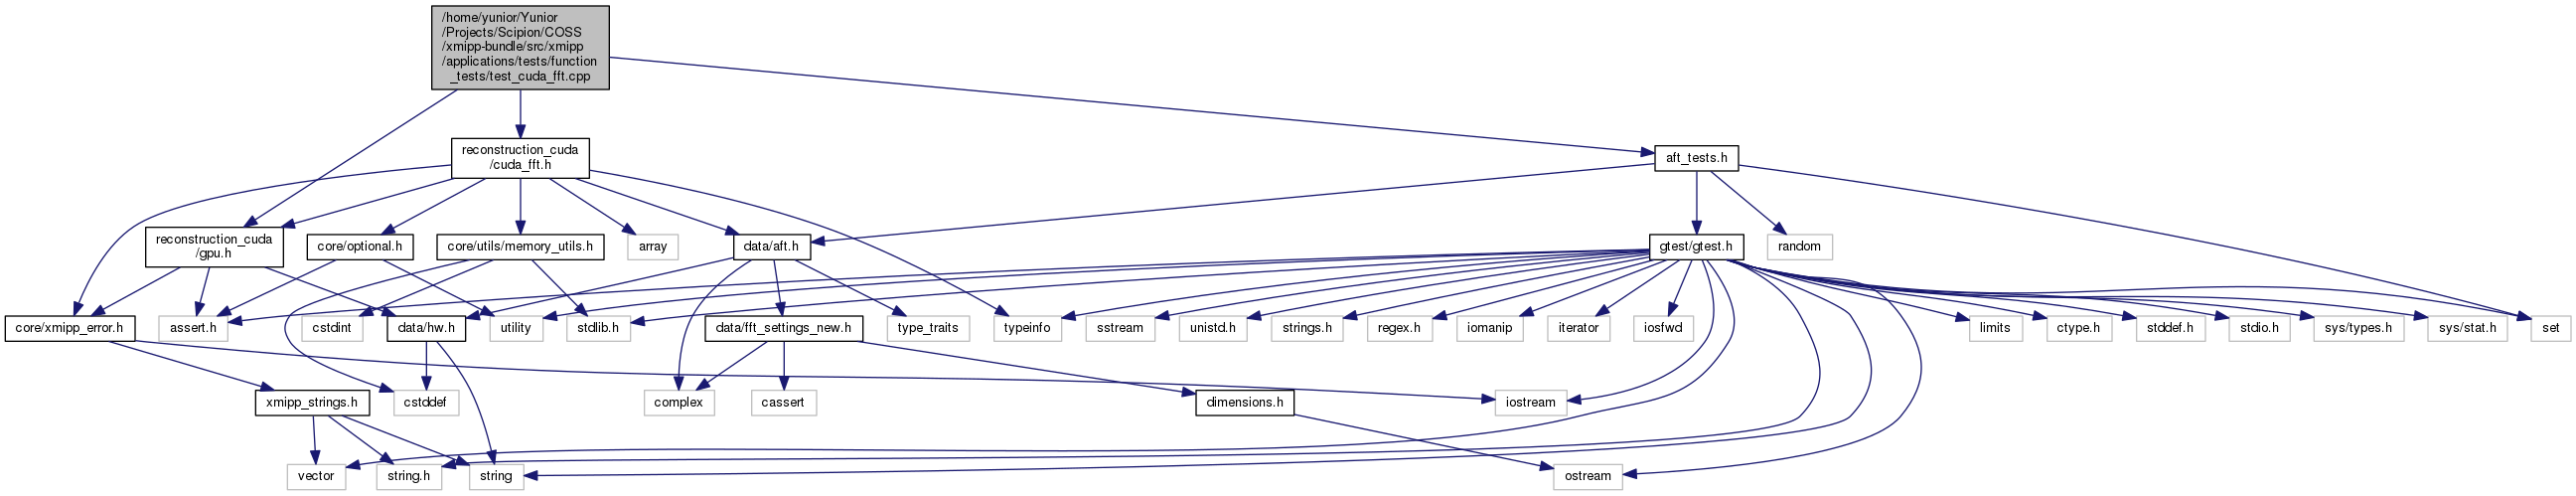 /home/yunior/Yunior
/Projects/Scipion/COSS
/xmipp-bundle/src/xmipp
/applications/tests/function
_tests/test_cuda_fft.cpp
reconstruction_cuda
/cuda_fft.h
aft_tests.h
reconstruction_cuda
/gpu.h
core/optional.h
core/utils/memory_utils.h
array
data/aft.h
gtest/gtest.h
random
core/xmipp_error.h
assert.h
cstdint
data/hw.h
utility
stdlib.h
data/fft_settings_new.h
type_traits
typeinfo
sstream
unistd.h
strings.h
regex.h
iomanip
iterator
iosfwd
limits
ctype.h
stddef.h
stdio.h
sys/types.h
sys/stat.h
set
xmipp_strings.h
cstddef
complex
cassert
dimensions.h
iostream
vector
string.h
string
ostream